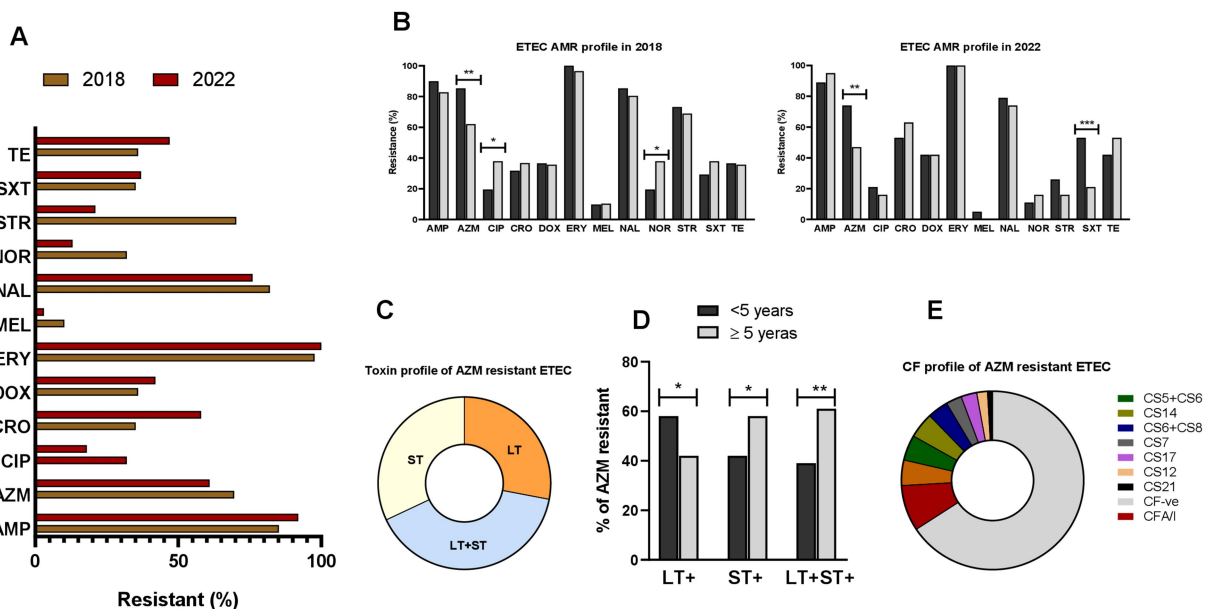 A
2018
2022
TE
SXT
STR
NOR
NAL
MEL
ERY
DOX
CRO
CIP
AZM
AMP
0
50
100
Resistant (%)
B
ETEC AMR profile in 2018
Resistance (%)
100
80
60
40
20
0
**
*
*
AMP AZM CIP CRO DOX ERY MEL NAL NOR STR SXT TE
ETEC AMR profile in 2022
Resistance (%)
100
80
60
40
20
0
**
***
AMP AZM CIP CRO DOX ERY MEL NAL NOR STR SXT TE
C
Toxin profile of AZM resistant ETEC
ST
LT
LT+ST
D
<5 years
≥ 5 yeras
% of AZM resistant
80
60
40
20
0
*
*
**
LT+ ST+ LT+ST+
E
CF profile of AZM resistant ETEC
CS5+CS6
CS14
CS6+CS8
CS7
CS17
CS12
CS21
CF-ve
CFA/I